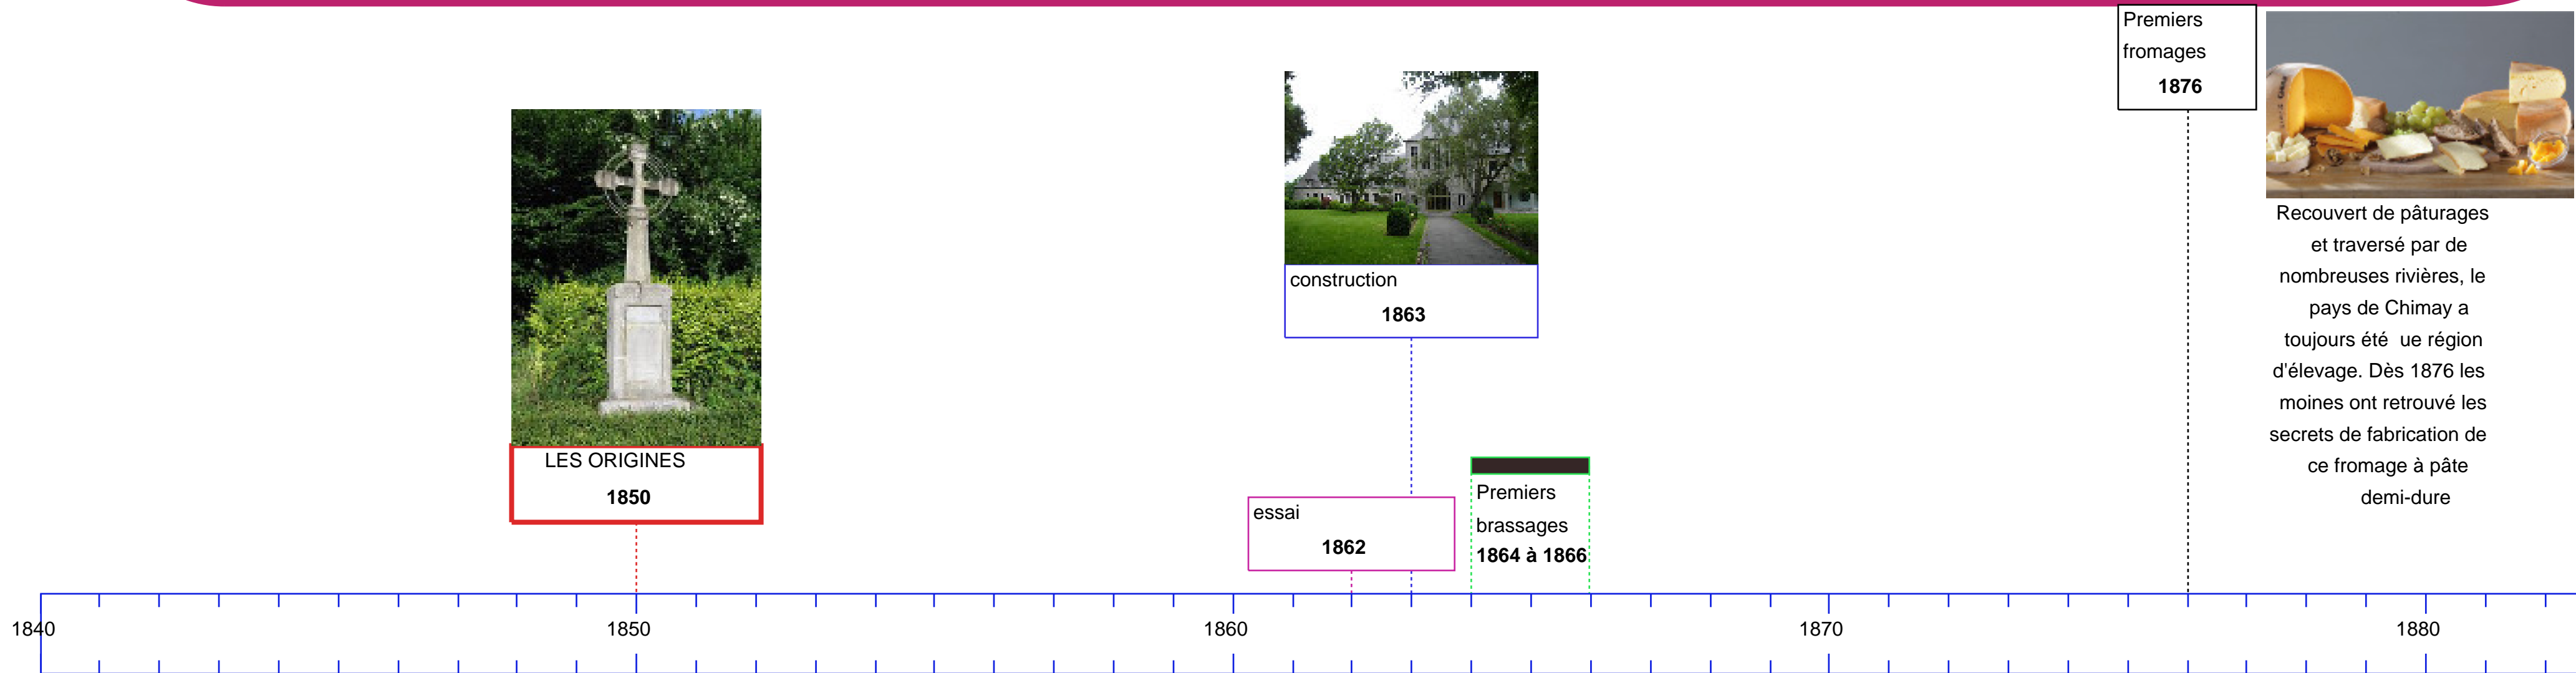 Premiers
fromages
1876
Recouvert de pâturages
et traversé par de
nombreuses rivières, le
pays de Chimay a
toujours été  ue région
d'élevage. Dès 1876 les
moines ont retrouvé les
secrets de fabrication de
ce fromage à pâte
demi-dure
construction
1863
LES ORIGINES
1850
essai
1862
Premiers
brassages
1864 à 1866
1840
1850
1860
1870
1880